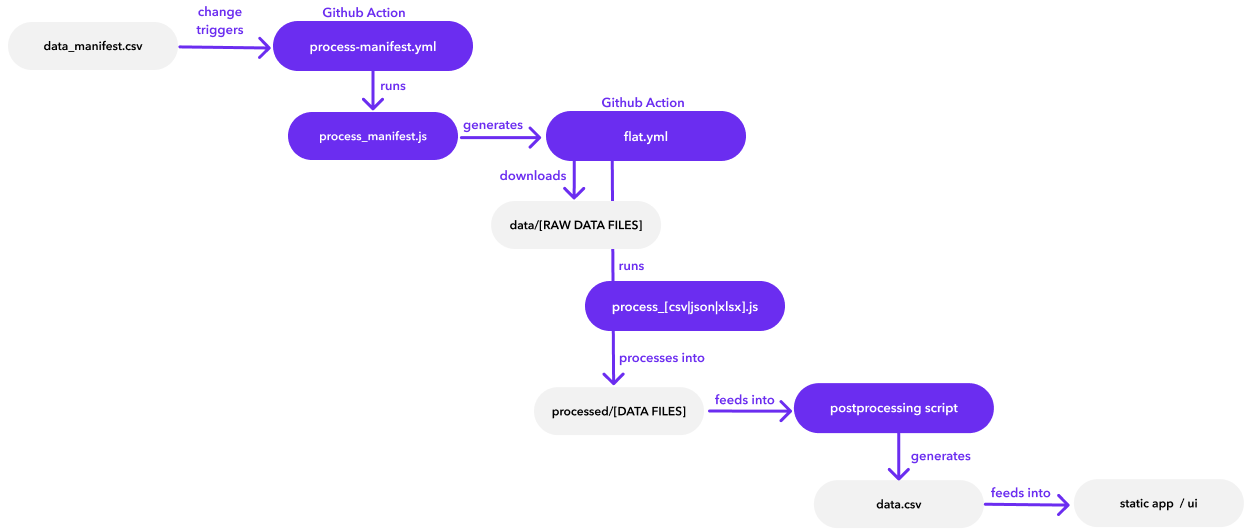 change
triggers
Github Action
data_manifest.csv
process-manifest.yml
runs
Github Action
process_manifest.js
generates
flat.yml
downloads
data/[RAW DATA FILES]
runs
process_[csv|json|xlsx].js
processes into
processed/[DATA FILES]
feeds into
postprocessing script
generates
data.csv
feeds into
static app / ui